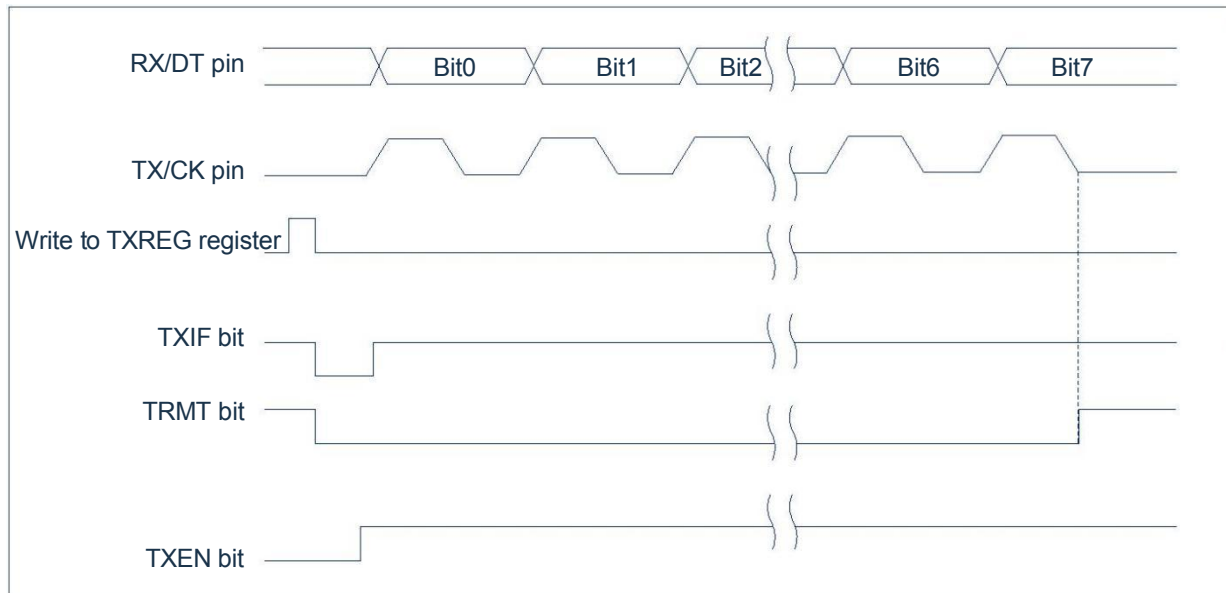 RX/DT pin Bit0 Bit1 Bit2 Bit6 Bit7
TX/CK pin
Write to TXREG register
TXIF bit
TRMT bit
TXEN bit